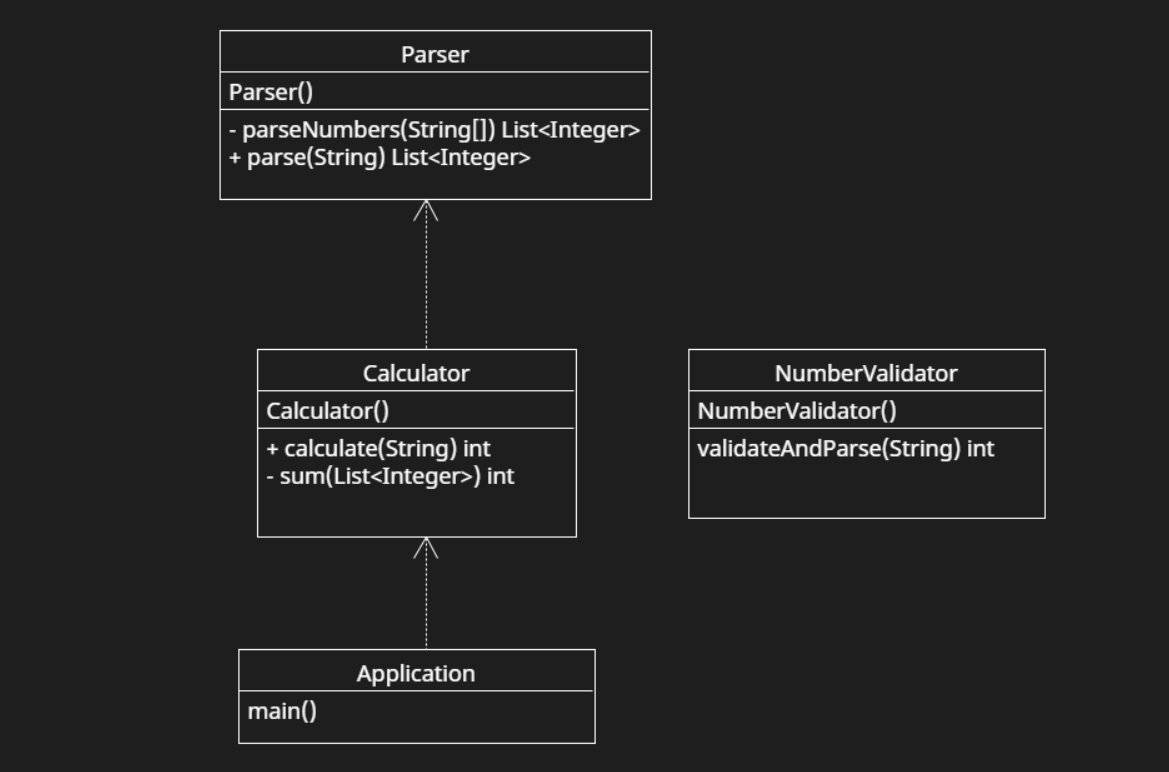 Parser
Parser()
- parseNumbers(String[]) List<Integer>
+ parse(String) List<Integer>
Calculator
Calculator()
+ calculate(String) int
- sum(List<Integer>) int
NumberValidator
NumberValidator()
validateAndParse(String) int
Application
main()